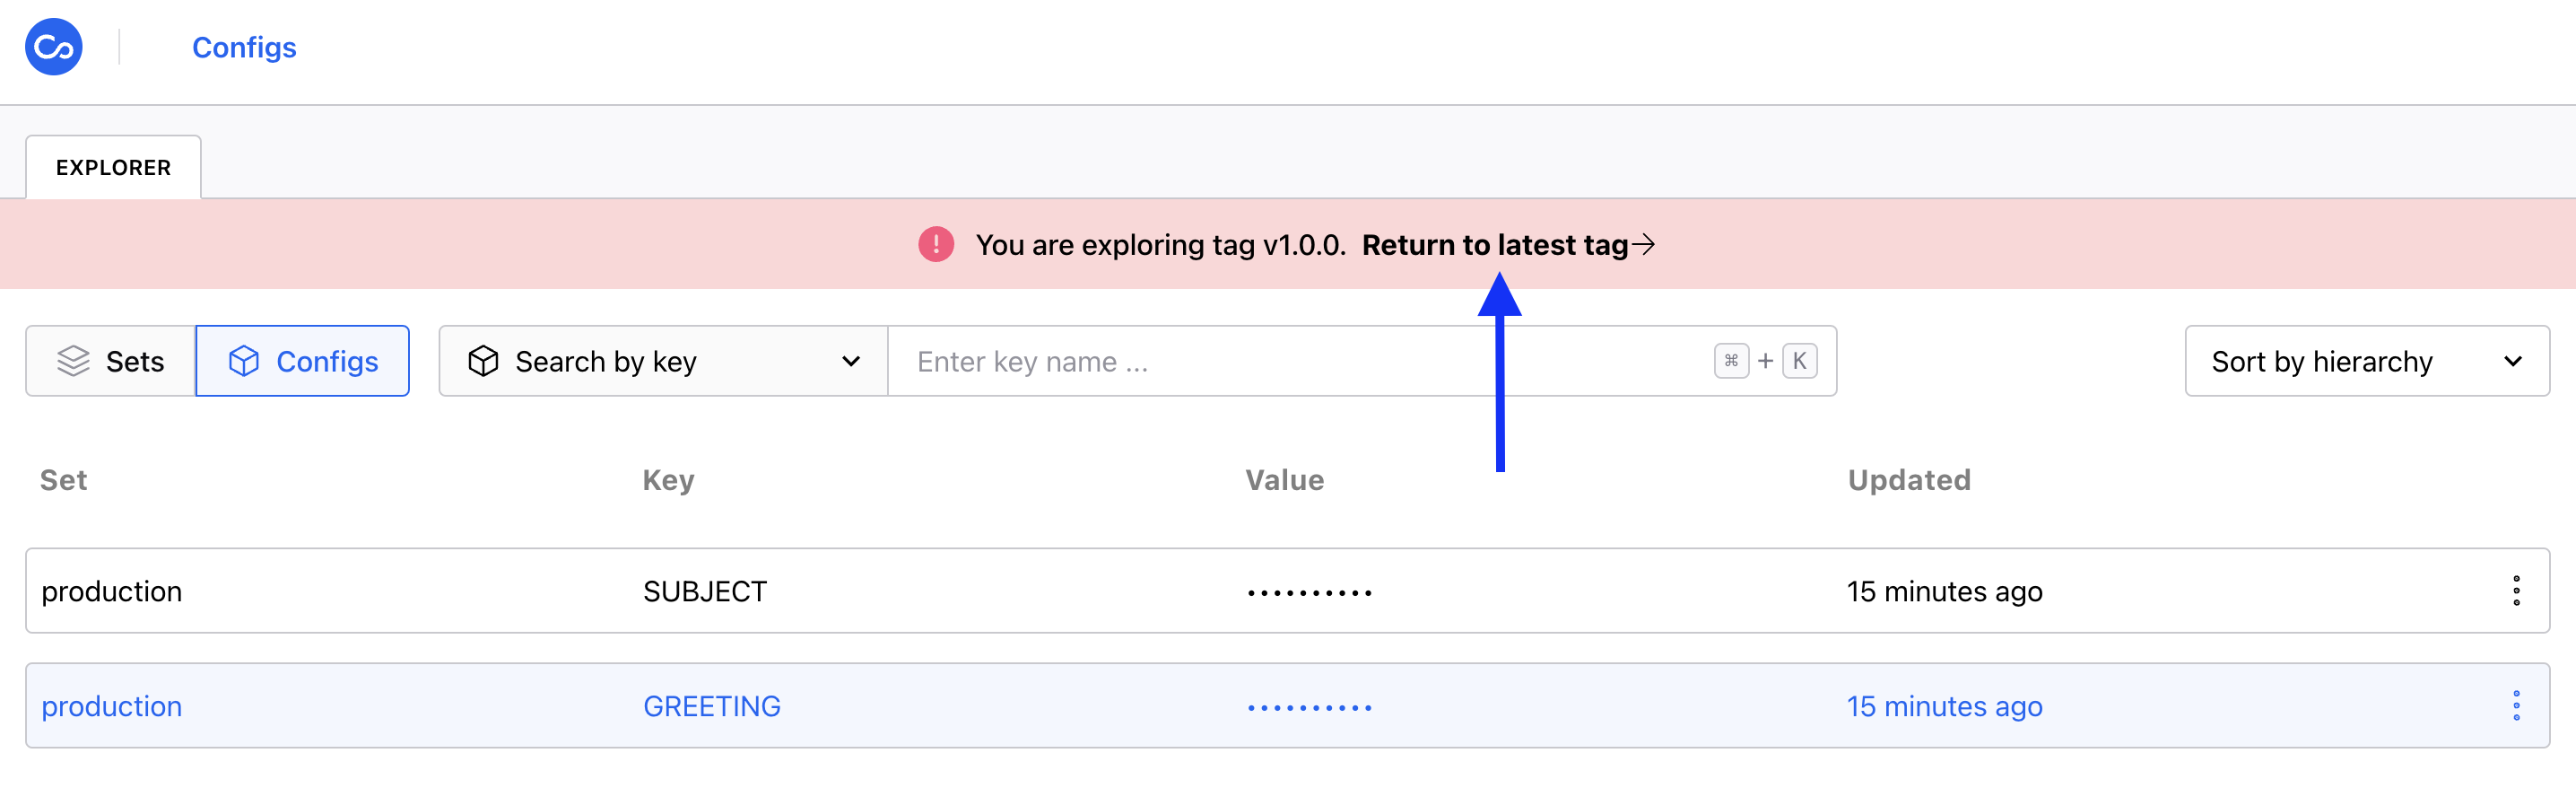 Configs
EXPLORER
You are exploring tag v1.0.0. Return to latest tag→
Sets Configs Search by key Enter key name ... ⌘ + K Sort by hierarchy
Set Key Value Updated
production SUBJECT •••••••••• 15 minutes ago
production GREETING •••••••••• 15 minutes ago